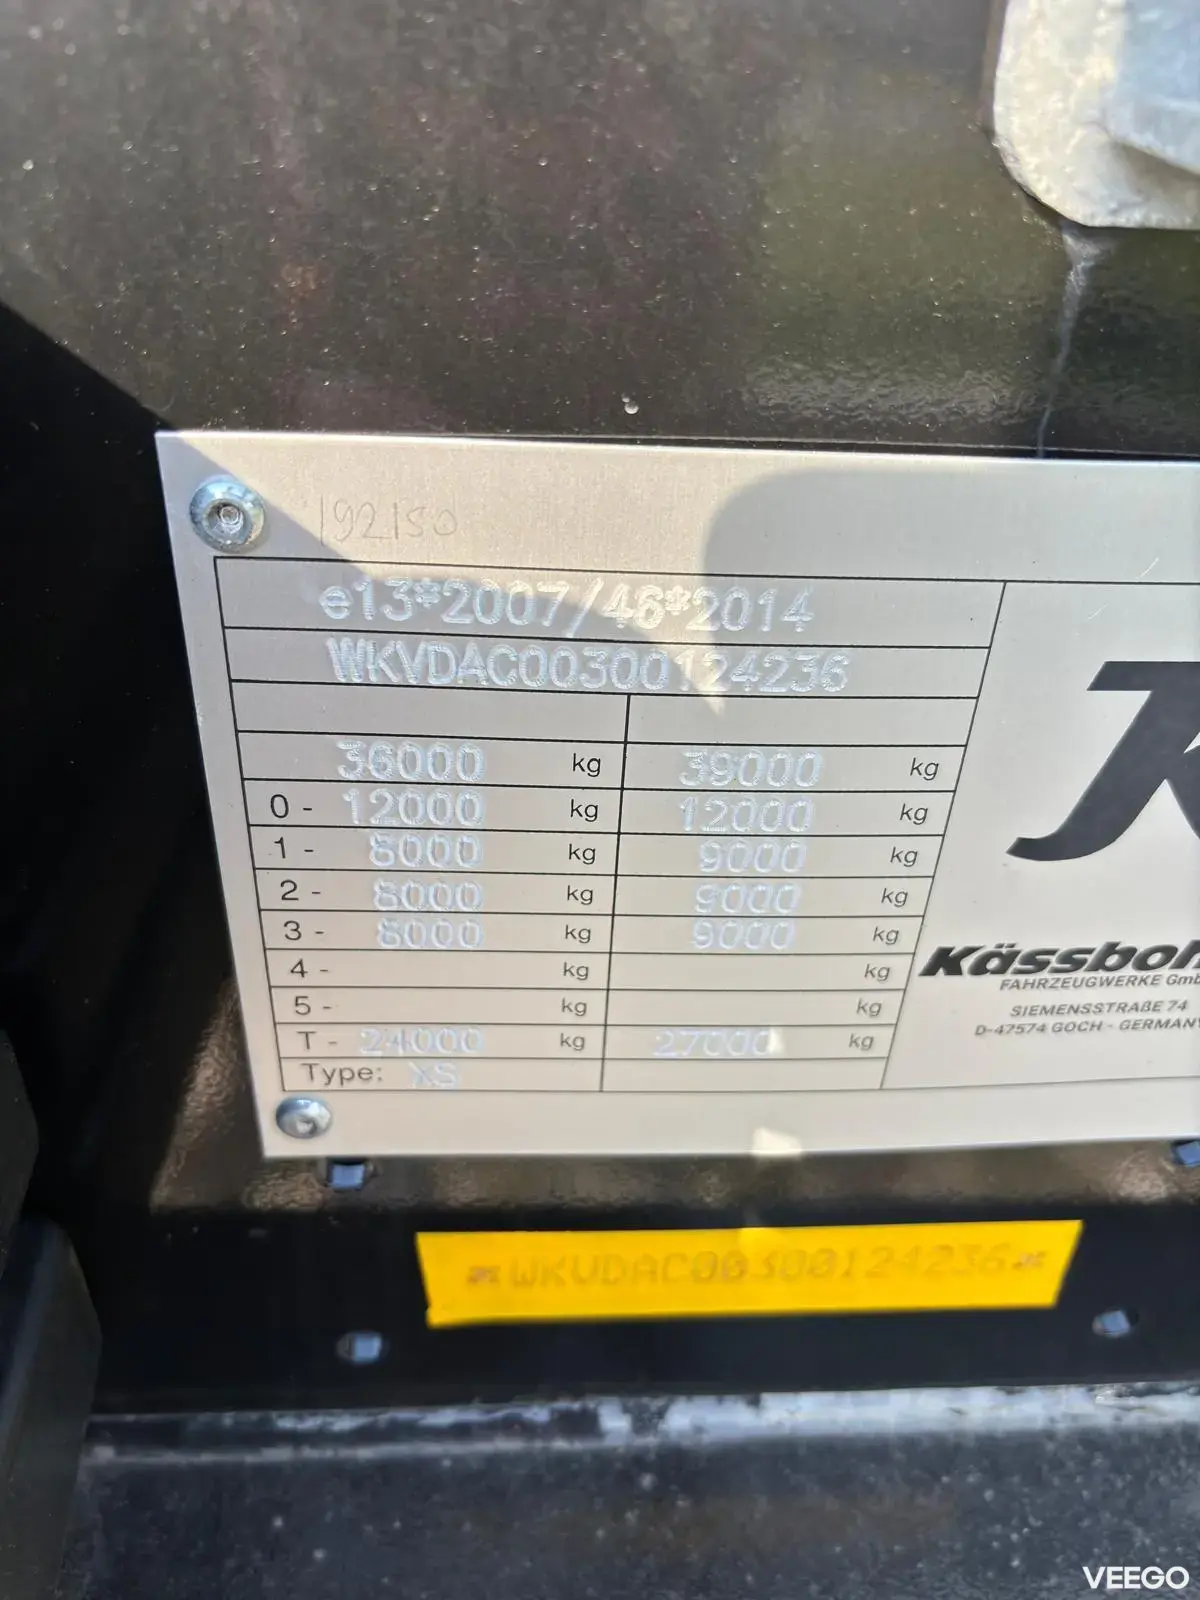 192150
e13*2007/46*2014
WKVDAC00300124236
36000 kg 39000 kg
0 - 12000 kg 12000 kg
1 - 8000 kg 9000 kg
2 - 8000 kg 9000 kg
3 - 8000 kg 9000 kg
4 - kg kg
5 - kg kg
T - 24000 kg 27000 kg
Type: XS
K
Kässboh
FAHRZEUGWERKE Gmb
SIEMENSSTRAßE 74
D-47574 GOCH - GERMANY
*WKVDAC00300124236*
VEEGO